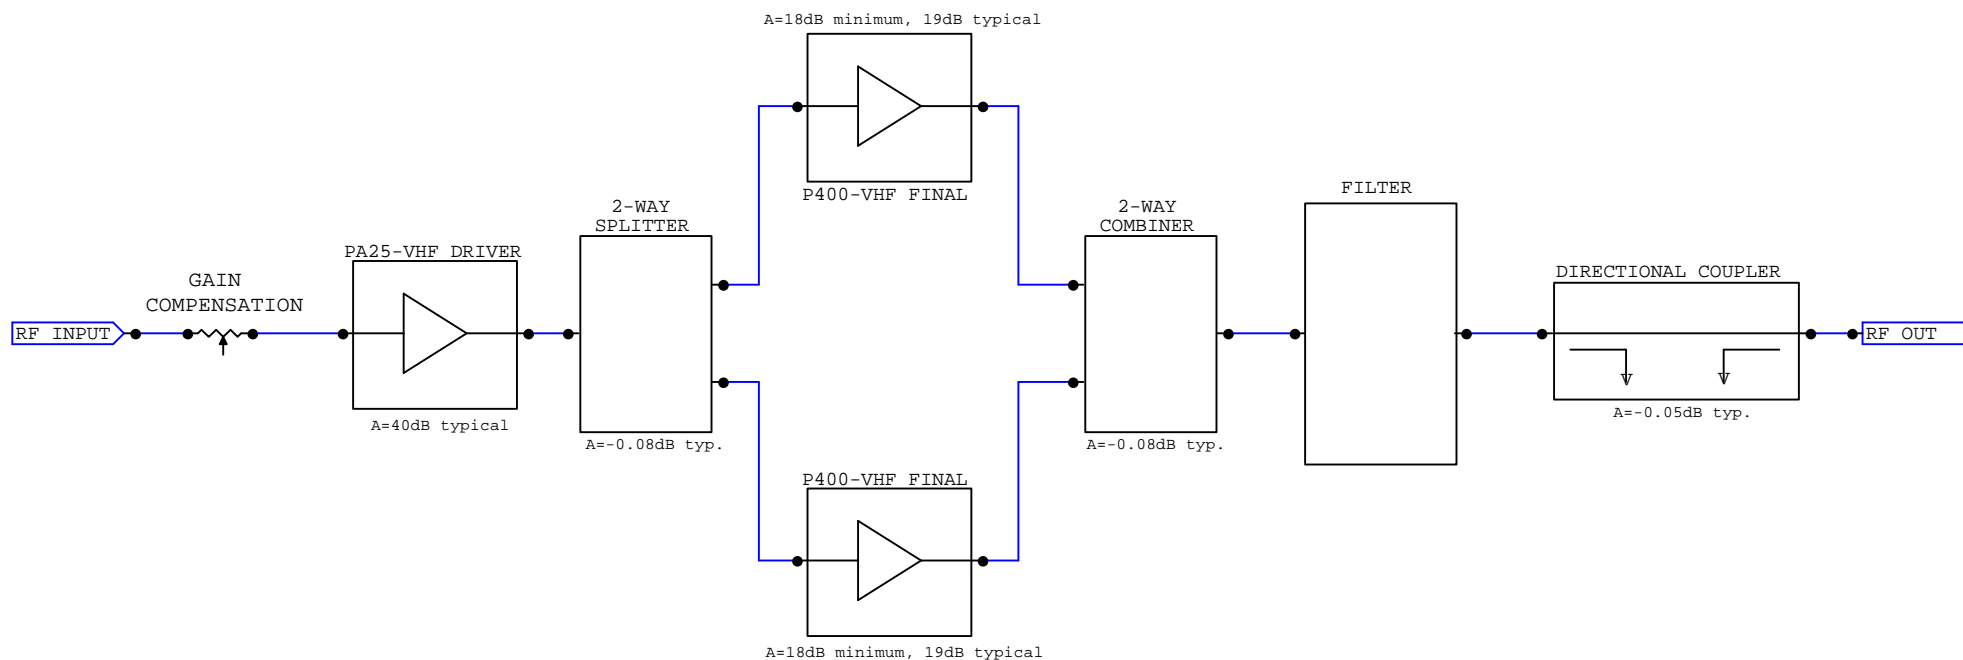 A=18dB minimum, 19dB typical
P400-VHF FINAL
FILTER
2-WAY
SPLITTER
2-WAY
COMBINER
PA25-VHF DRIVER
DIRECTIONAL COUPLER
GAIN
COMPENSATION
RF INPUT
RF OUT
A=40dB typical
A=-0.08dB typ.
A=-0.08dB typ.
A=-0.05dB typ.
P400-VHF FINAL
A=18dB minimum, 19dB typical